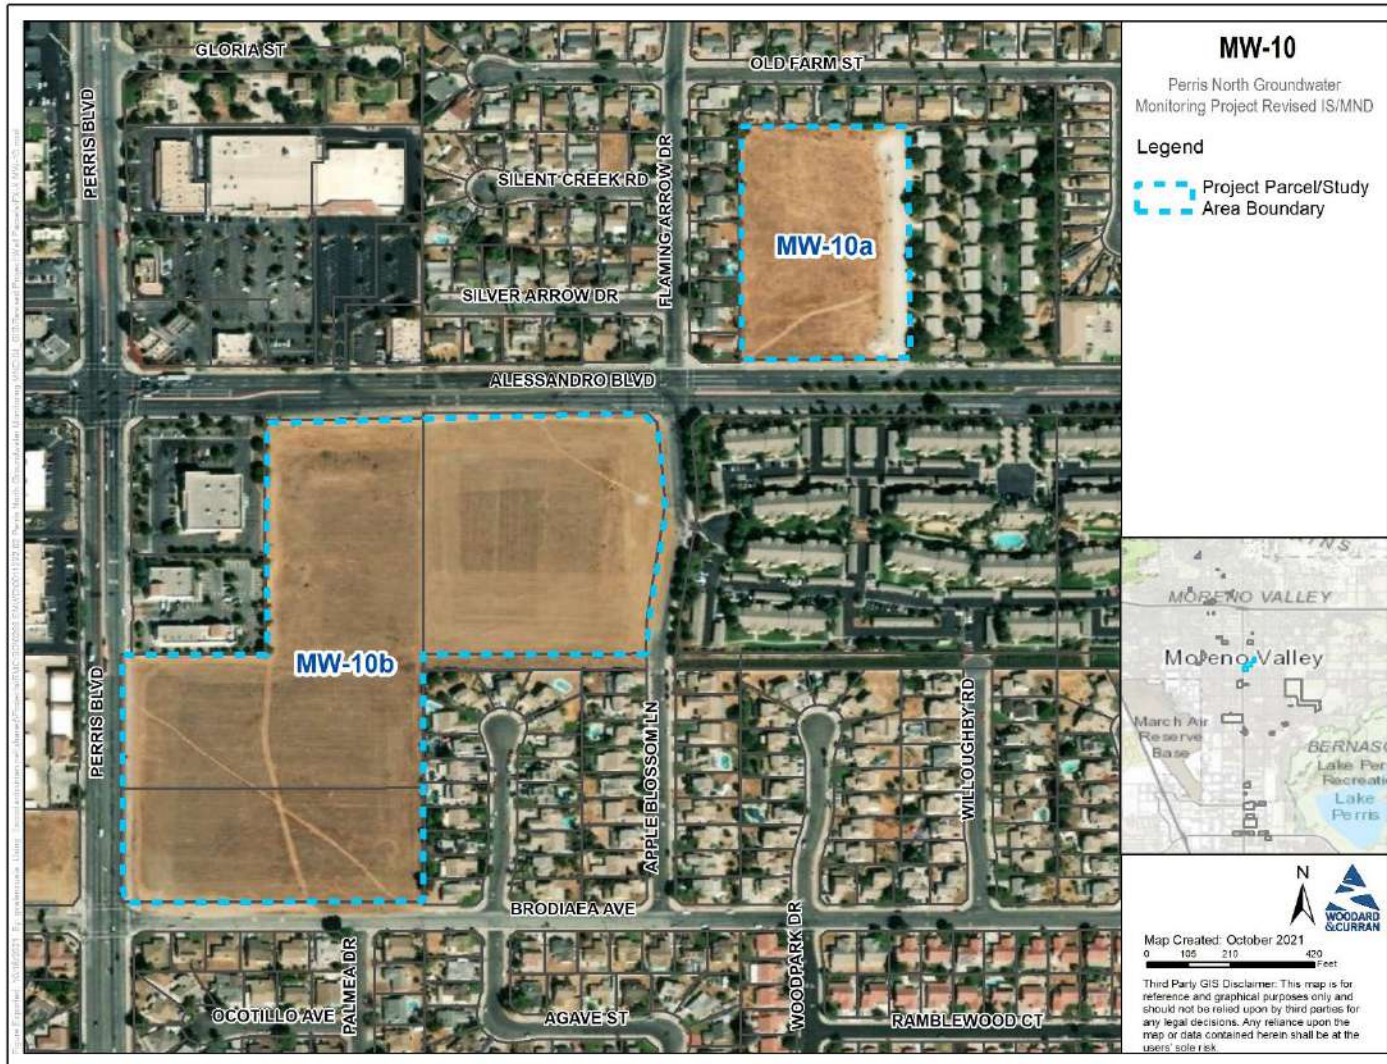 GLORIA ST
OLD FARM ST
PERRIS BLVD
SILENT CREEK RD
FLAMING ARROW DR
MW-10a
SILVER ARROW DR
ALESSANDRO BLVD
MW-10b
PERRIS BLVD
APPLE BLOSSOM LN
WILLOUGHBY RD
BRODIAEA AVE
PALMEA DR
WOODPARK DR
OCOTILLO AVE
AGAVE ST
RAMBLEWOOD CT
MW-10
Perris North Groundwater
Monitoring Project Revised IS/MND
Legend
Project Parcel/Study
Area Boundary
MORENO VALLEY
Moreno Valley
March Air
Reserve
Base
Lake
Perris
N
WOODARD
&CURRAN
Map Created: October 2021
0 105 210 420
Feet
Third Party GIS Disclaimer: This map is for
reference and graphical purposes only and
should not be relied upon by third parties for
any legal decisions. Any reliance upon the
map or data contained herein shall be at the
users' sole risk.